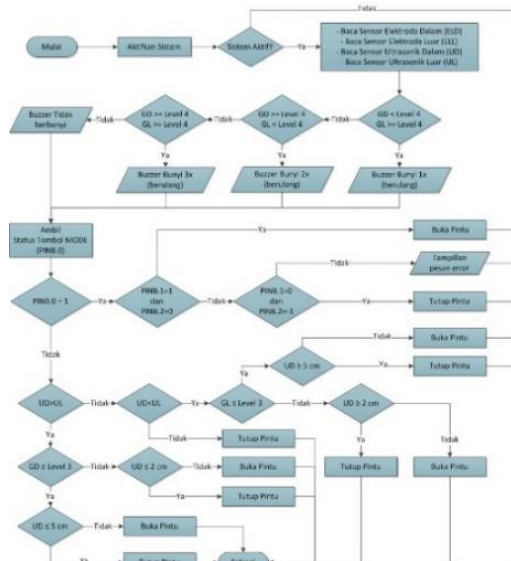 Tidak
Mulai
Aktifkan Sistem
Sistem Aktif?
Ya
- Baca Sensor Elektroda Dalam (ELD)
- Baca Sensor Elektroda Luar (ELL)
- Baca Sensor Ultrasonik Dalam (UD)
- Baca Sensor Ultrasonik Luar (UL)
Buzzer Tidak
berbunyi
Tidak
GD >= Level 4
GL >= Level 4
Tidak
GD >= Level 4
GL < Level 4
Tidak
GD < Level 4
GL >= Level 4
Ya
Ya
Ya
Buzzer Bunyi 3x
(berulang)
Buzzer Bunyi 2x
(berulang)
Buzzer Bunyi 1x
(berulang)
Ambil
Status Tombol MODE
(PINB.0)
Ya
Buka Pintu
Tidak
Tampilan
pesan error
PINB.0 = 1
Ya
PINB.1=1
dan
PINB.2=0
Tidak
PINB.1=0
dan
Ya
Tutup Pintu
Tidak
Tidak
Buka Pintu
UD ≥ 5 cm
Ya
Tutup Pintu
Ya
UD>UL
Tidak
UD<UL
Ya
GL ≤ Level 3
Tidak
UD ≥ 2 cm
Ya
Tidak
Tutup Pintu
Ya
Tidak
GD ≤ Level 3
Tidak
UD ≤ 2 cm
Tidak
Buka Pintu
Tutup Pintu
Buka Pintu
Ya
Ya
Tutup Pintu
UD ≤ 5 cm
Tidak
Buka Pintu
Ya